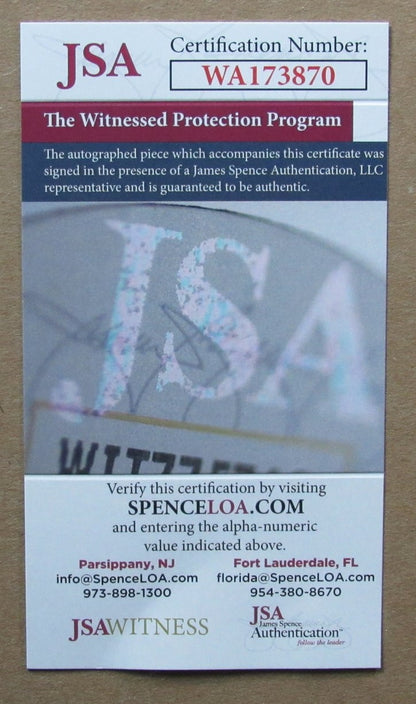 JSA
Certification Number:
WA173870
The Witnessed Protection Program
The autographed piece which accompanies this certificate was
signed in the presence of a James Spence Authentication, LLC
representative and is guaranteed to be authentic.
JSA
Verify this certification by visiting
SPENCELOA.COM
and entering the alpha-numeric
value indicated above.
Parsippany, NJ
info@SpenceLOA.com
973-898-1300
Fort Lauderdale, FL
florida@SpenceLOA.com
954-380-8670
JSAWITNESS
JSA
James Spence
Authentication
follow the leader